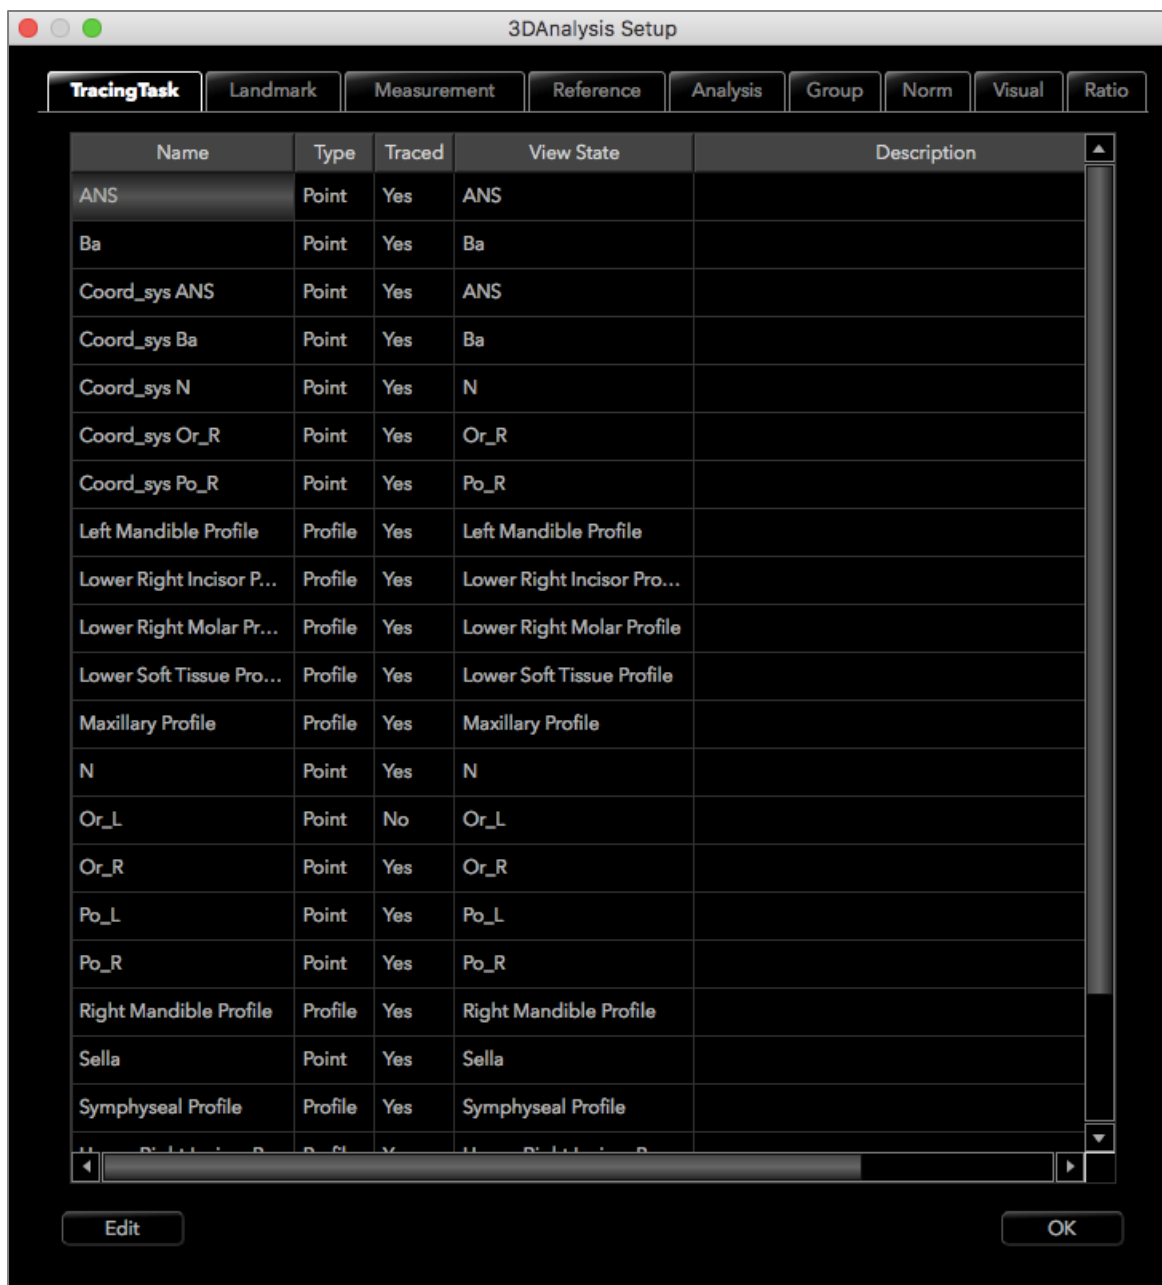 3DAnalysis Setup
TracingTask Landmark Measurement Reference Analysis Group Norm Visual Ratio
Name Type Traced View State Description
ANS Point Yes ANS
Ba Point Yes Ba
Coord_sys ANS Point Yes ANS
Coord_sys Ba Point Yes Ba
Coord_sys N Point Yes N
Coord_sys Or_R Point Yes Or_R
Coord_sys Po_R Point Yes Po_R
Left Mandible Profile Profile Yes Left Mandible Profile
Lower Right Incisor P... Profile Yes Lower Right Incisor Pro...
Lower Right Molar Pr... Profile Yes Lower Right Molar Profile
Lower Soft Tissue Pro... Profile Yes Lower Soft Tissue Profile
Maxillary Profile Profile Yes Maxillary Profile
N Point Yes N
Or_L Point No Or_L
Or_R Point Yes Or_R
Po_L Point Yes Po_L
Po_R Point Yes Po_R
Right Mandible Profile Profile Yes Right Mandible Profile
Sella Point Yes Sella
Symphyseal Profile Profile Yes Symphyseal Profile
Edit OK